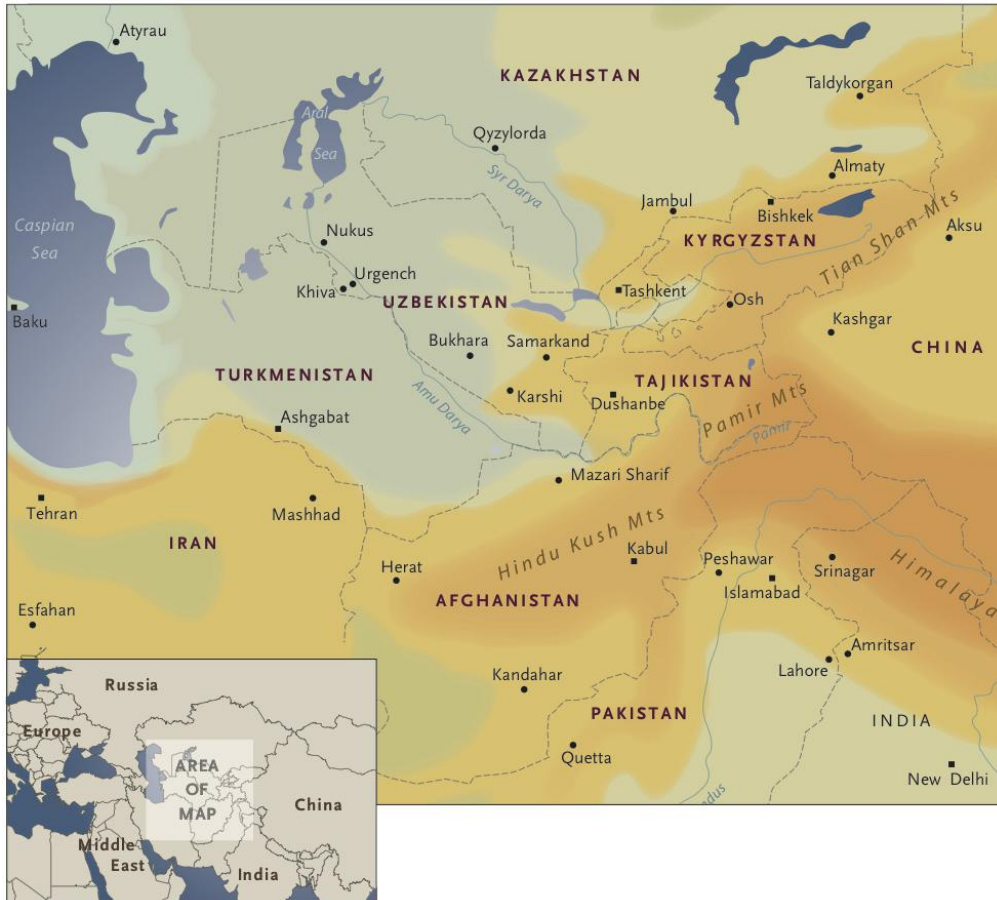 Atyrau
KAZAKHSTAN
Taldykorgan
Aral
Sea
Qyzylorda
Syr Darya
Almaty
Jambul
Bishkek
Caspian
Sea
Nukus
KYRGYZSTAN
Tian Shan Mts
Aksu
Urgench
Khiva
UZBEKISTAN
Tashkent
Osh
Baku
Kashgar
Bukhara
Samarkand
CHINA
TURKMENISTAN
TAJIKISTAN
Amu Darya
Karshi
Dushanbe
Pamir Mts
Ashgabat
Pamir
Mazari Sharif
Tehran
Mashhad
IRAN
Hindu Kush Mts
Kabul
Peshawar
Srinagar
Himalaya
Herat
Islamabad
AFGHANISTAN
Esfahan
Amritsar
Lahore
Kandahar
PAKISTAN
INDIA
Quetta
New Delhi
ndus
Russia
Europe
AREA
OF
MAP
China
Middle
East
India